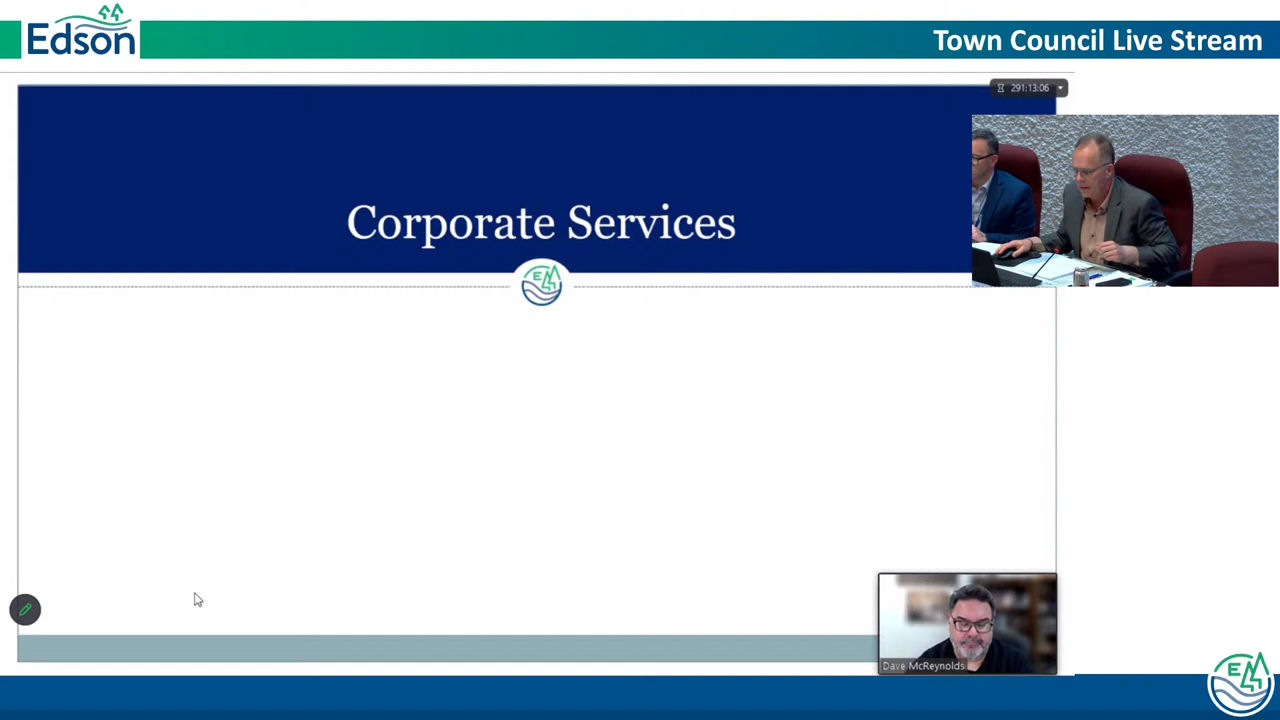 Edson
Town Council Live Stream
291:13:06
Corporate Services
E
Dave McReynolds
E